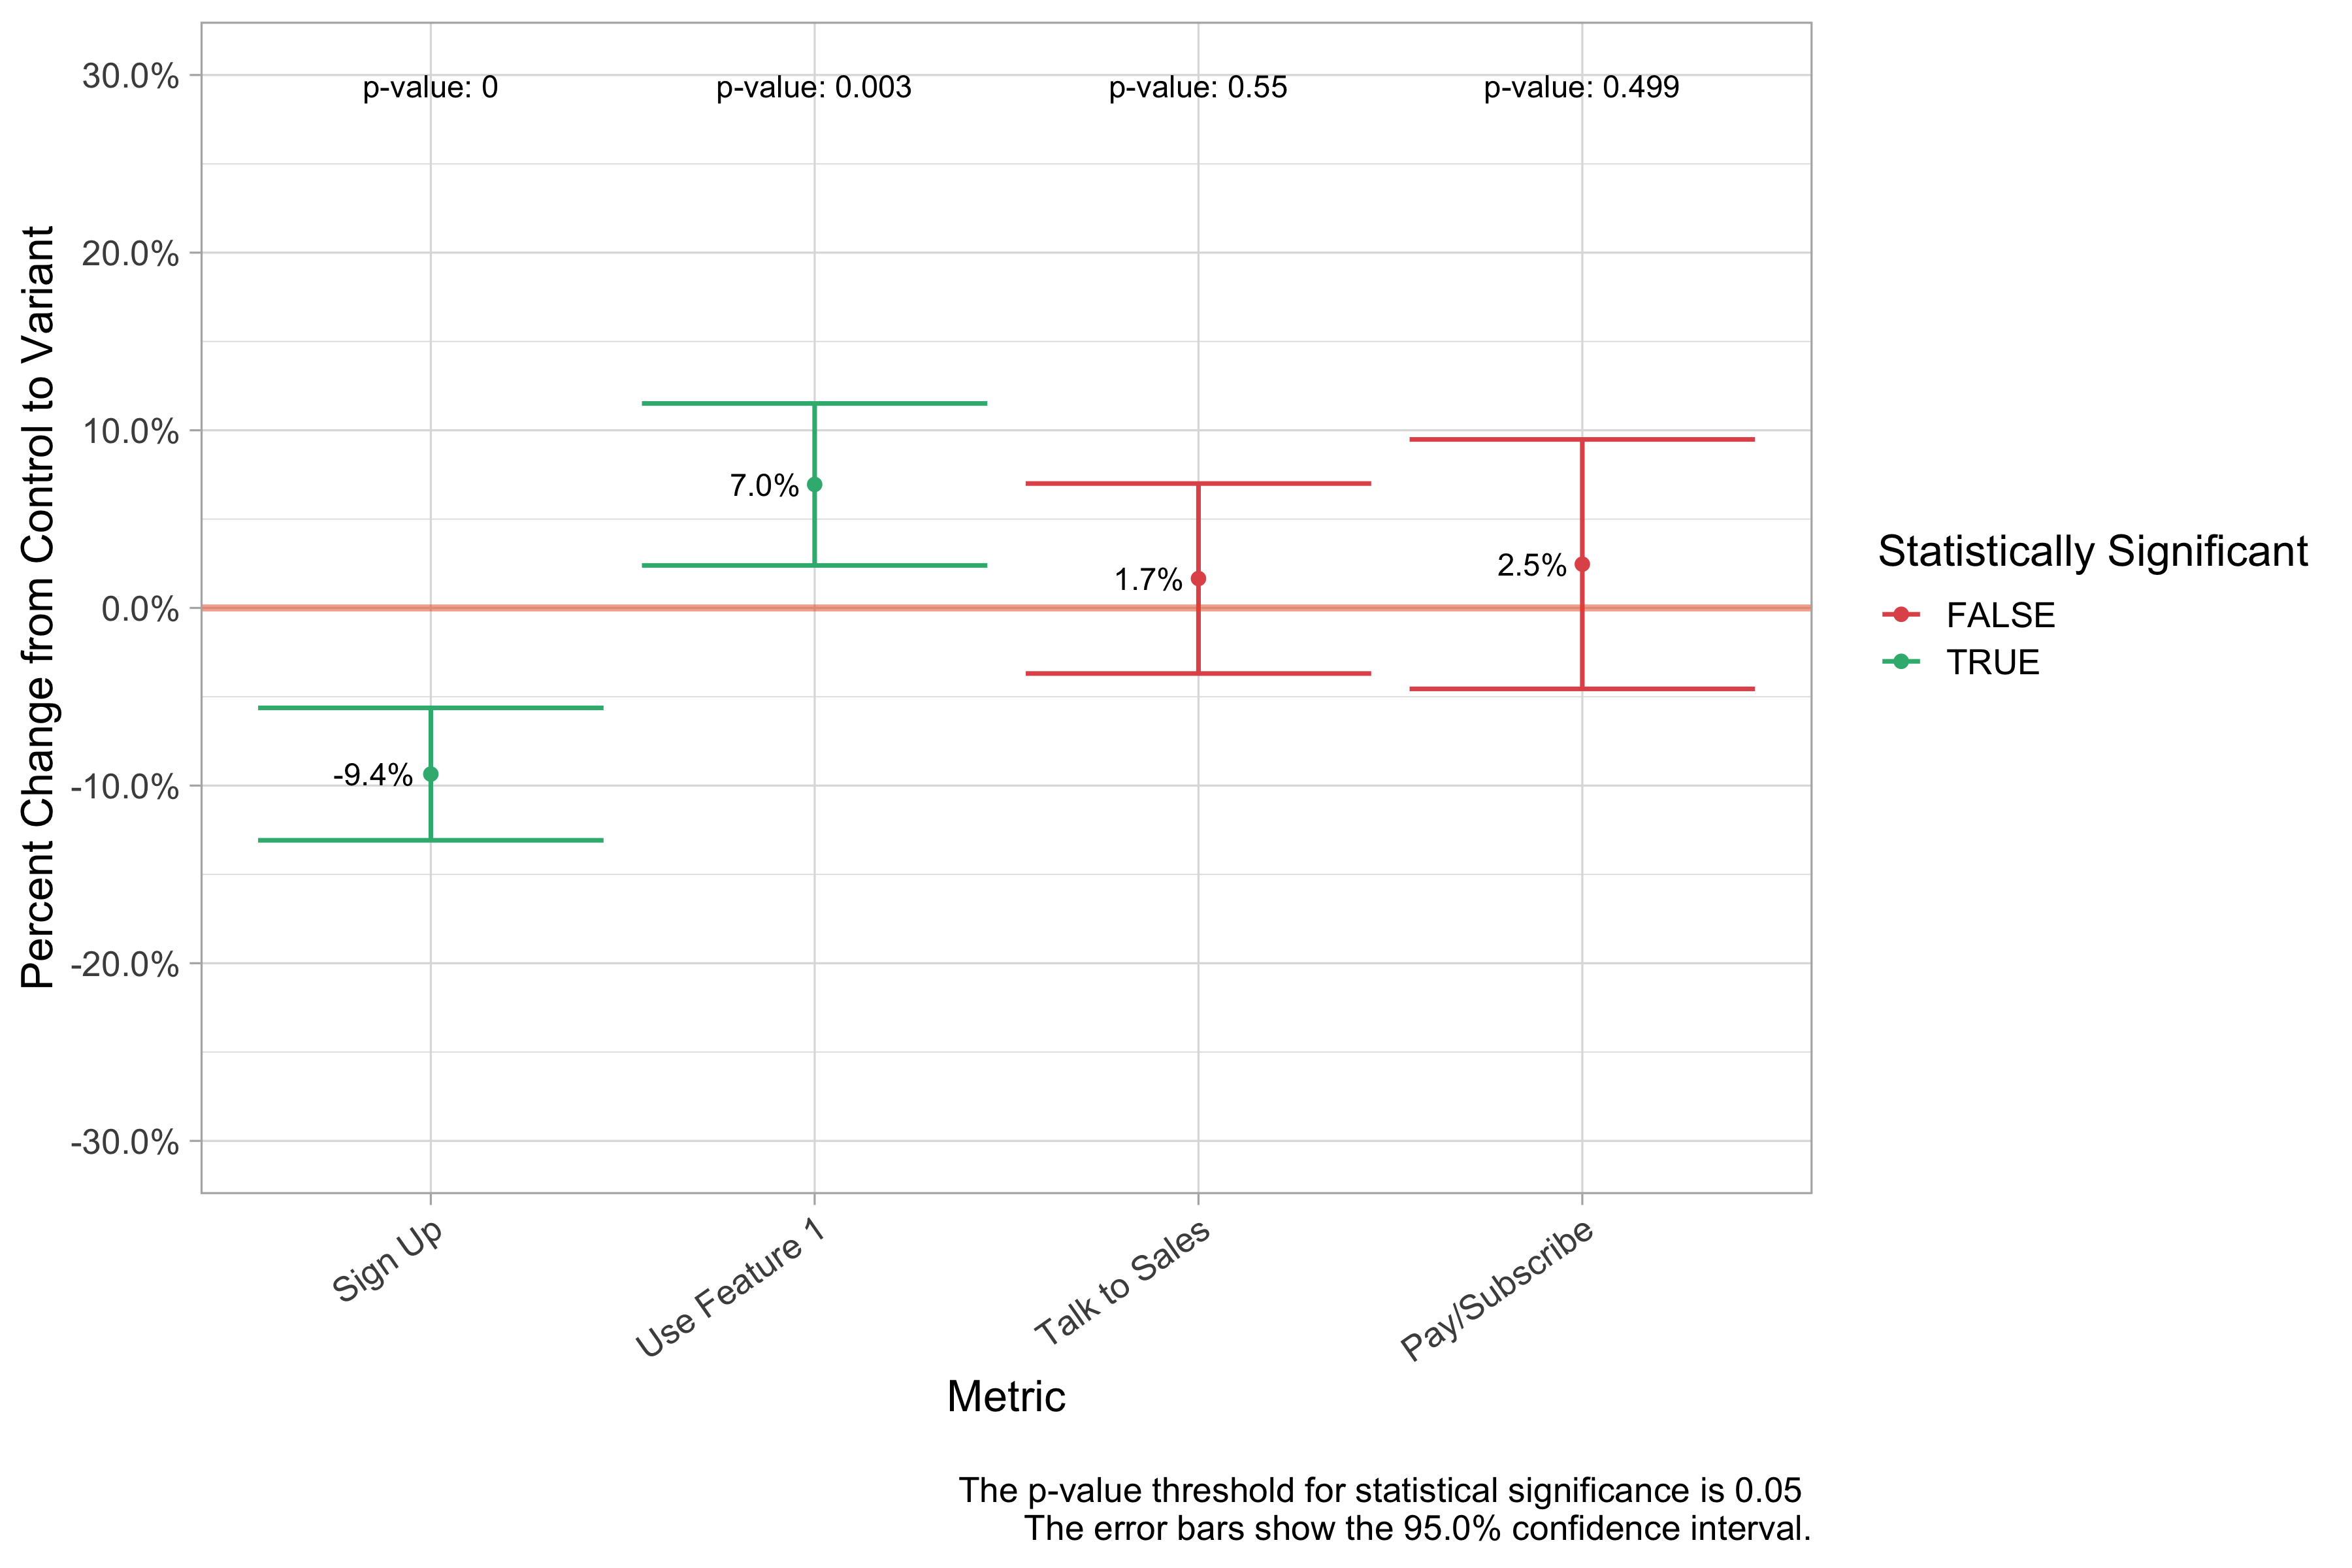 p-value: 0
p-value: 0.003
p-value: 0.55
p-value: 0.499
Percent Change from Control to Variant
30.0%
20.0%
10.0%
0.0%
-10.0%
-20.0%
-30.0%
-9.4%
7.0%
1.7%
2.5%
Sign Up
Use Feature 1
Talk to Sales
Pay/Subscribe
Metric
Statistically Significant
FALSE
TRUE
The p-value threshold for statistical significance is 0.05
The error bars show the 95.0% confidence interval.